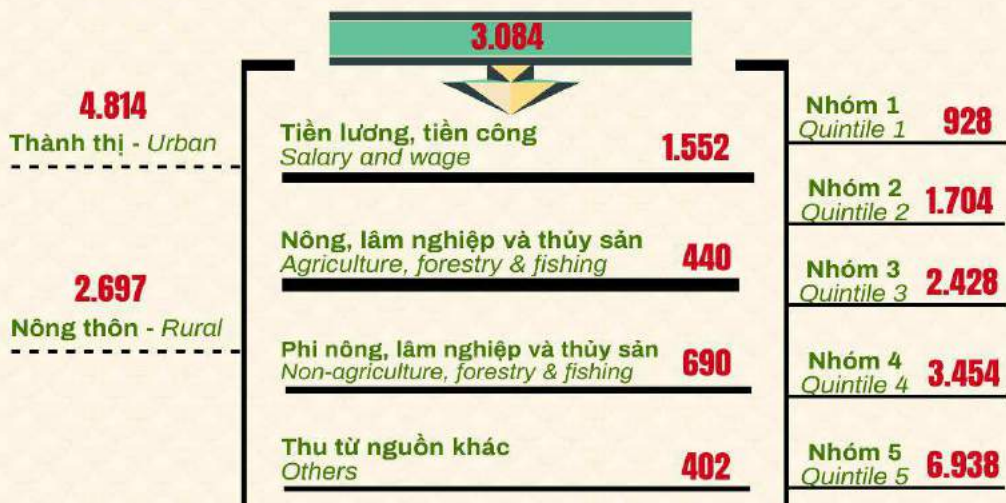 3.084
4.814
Thành thị - Urban
2.697
Nông thôn - Rural
Tiền lương, tiền công
Salary and wage
1.552
Nông, lâm nghiệp và thủy sản
Agriculture, forestry & fishing
440
Phi nông, lâm nghiệp và thủy sản
Non-agriculture, forestry & fishing
690
Thu từ nguồn khác
Others
402
Nhóm 1
Quintile 1
928
Nhóm 2
Quintile 2
1.704
Nhóm 3
Quintile 3
2.428
Nhóm 4
Quintile 4
3.454
Nhóm 5
Quintile 5
6.938